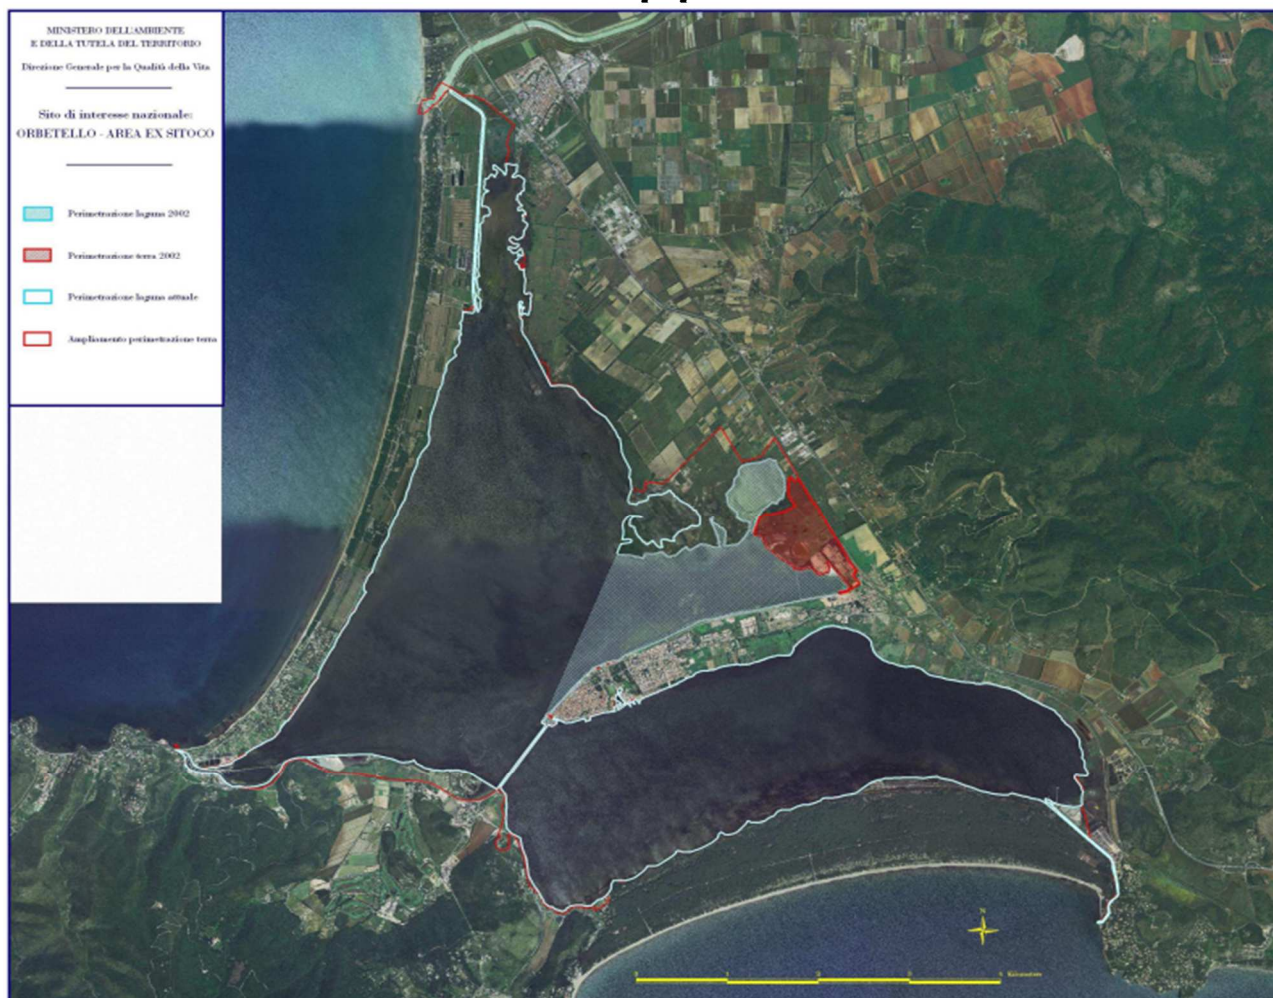 MINISTERO DELL'AMBIENTE
E DELLA TUTELA DEL TERRITORIO
Direzione Generale per la Qualità della Vita
Sito di interesse nazionale:
ORBETELLO - AREA EX SITOCO
Perimetrazione laguna 2002
Perimetrazione terra 2002
Perimetrazione laguna attuale
Ampliamento perimetrazione terra
N